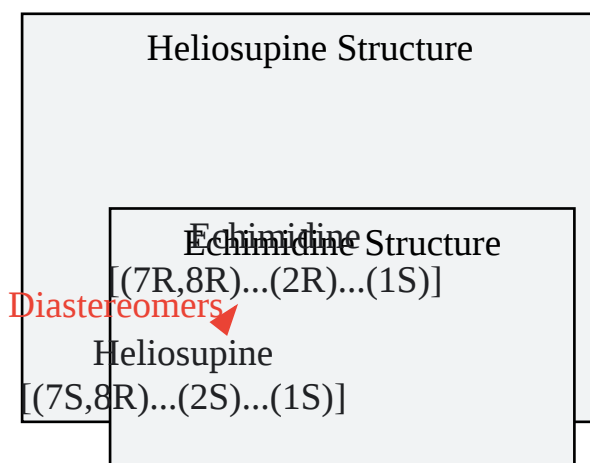 Heliosupine Structure
Echimidine
Echimidine Structure
[(7R,8R)...(2R)...(1S)]
Diastereomers
Heliosupine
[(7S,8R)...(2S)...(1S)]